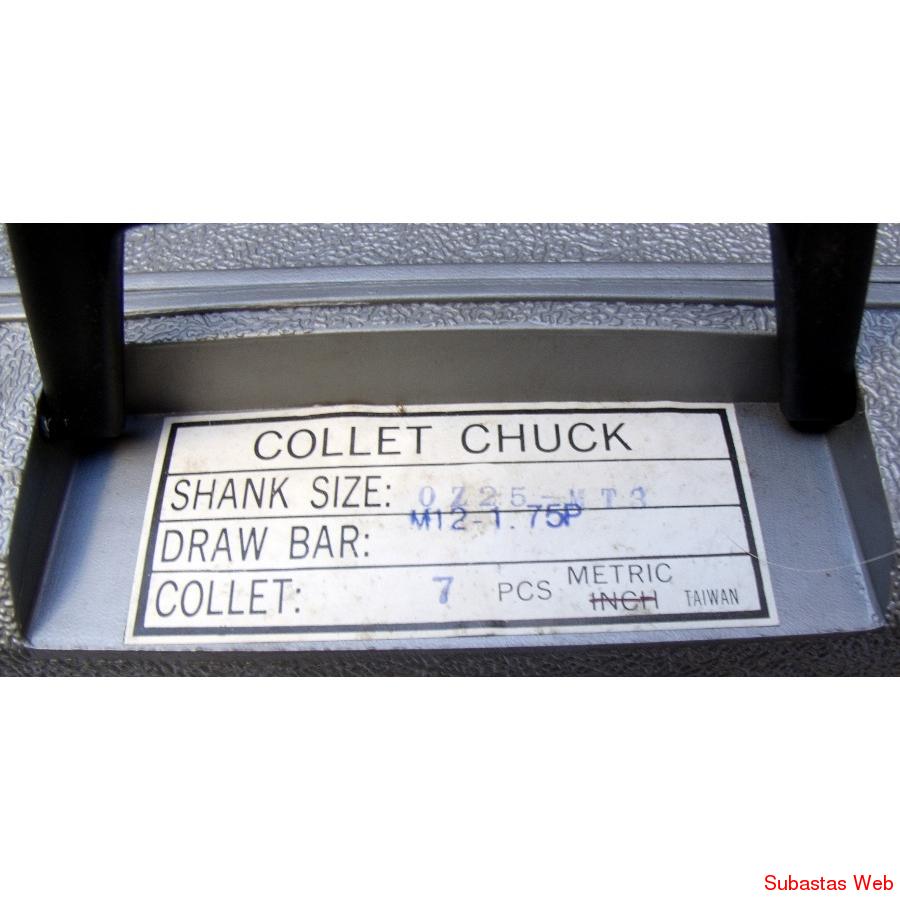 COLLET CHUCK
SHANK SIZE: OZ25-MT3
DRAW BAR: M12-1.75P
COLLET: 7 PCS METRIC
INCH TAIWAN
Subastas Web